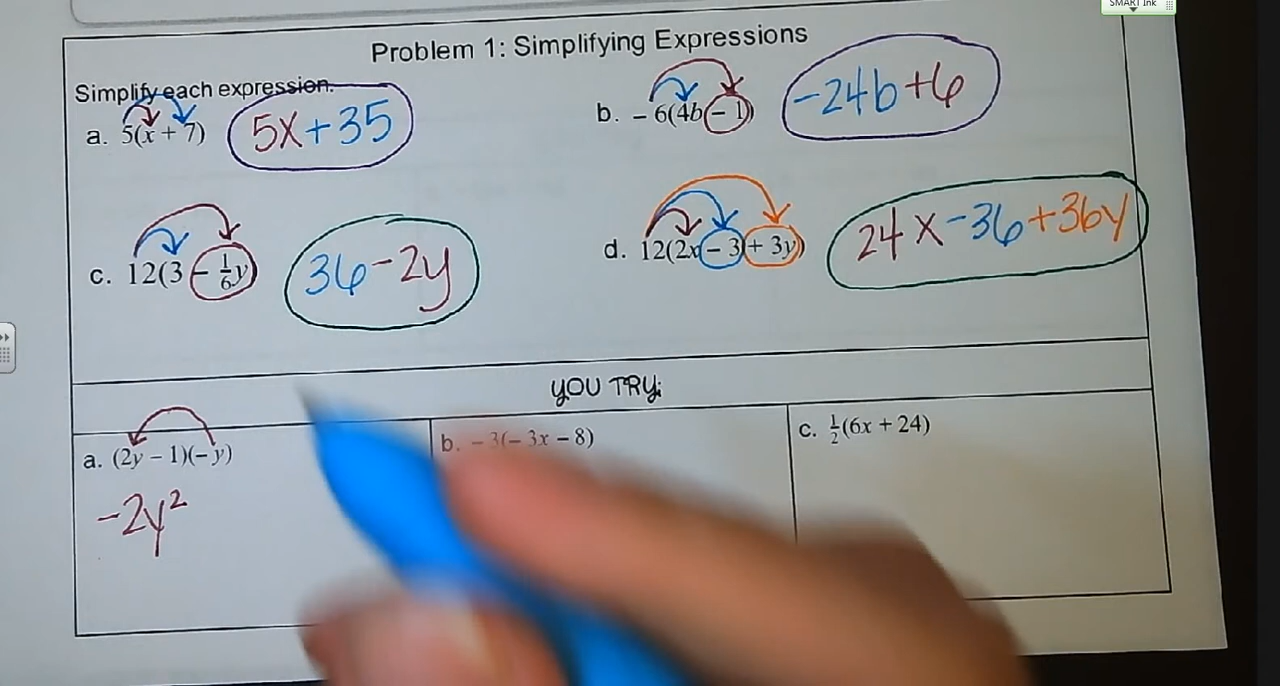 SMART Ink
Problem 1: Simplifying Expressions
Simplify each expression.
a. 5(x + 7) 5x+35
b. – 6(4b – 1) -24b+6
c. 12(3 – 1/6 y) 36-2y
d. 12(2x – 3 + 3y) 24x-36+36y
YOU TRY:
a. (2y – 1)(– y)
b. – 3(– 3x – 8)
c. 1/2(6x + 24)
-2y²